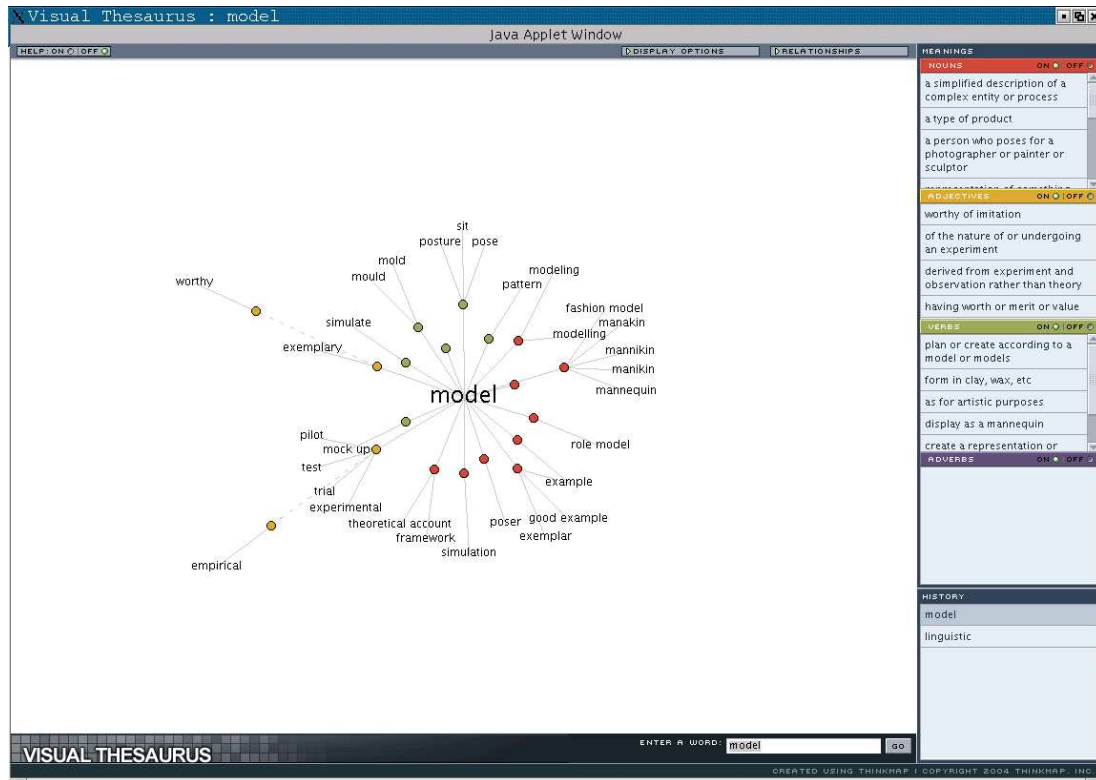 Visual Thesaurus : model
Java Applet Window
HELP: ON OFF
DISPLAY OPTIONS
RELATIONSHIPS
sit
posture
pose
mold
mould
modeling
pattern
worthy
fashion model
manakin
simulate
modelling
exemplary
mannikin
manikin
mannequin
model
pilot
mock up
role model
test
trial
example
experimental
theoretical account
poser
good example
framework
exemplar
simulation
empirical
MEANINGS
NOUNS ON OFF
a simplified description of a
complex entity or process
a type of product
a person who poses for a
photographer or painter or
sculptor
representation of something
ADJECTIVES ON OFF
worthy of imitation
of the nature of or undergoing
an experiment
derived from experiment and
observation rather than theory
having worth or merit or value
VERBS ON OFF
plan or create according to a
model or models
form in clay, wax, etc
as for artistic purposes
display as a mannequin
create a representation or
ADVERBS ON OFF
HISTORY
model
linguistic
VISUAL THESAURUS
ENTER A WORD: model GO
CREATED USING THINKMAP | COPYRIGHT 2004 THINKMAP, INC.